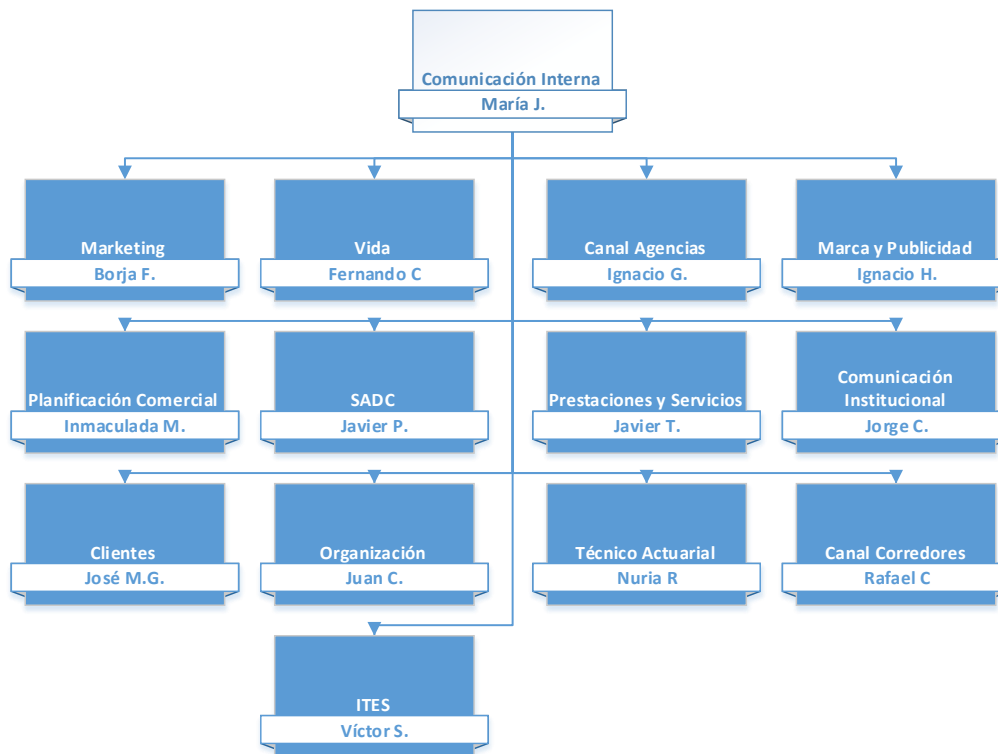 Comunicación Interna
María J.
Marketing
Borja F.
Vida
Fernando C
Canal Agencias
Ignacio G.
Marca y Publicidad
Ignacio H.
Planificación Comercial
Inmaculada M.
SADC
Javier P.
Prestaciones y Servicios
Javier T.
Comunicación
Institucional
Jorge C.
Clientes
José M.G.
Organización
Juan C.
Técnico Actuarial
Nuria R
Canal Corredores
Rafael C
ITES
Víctor S.